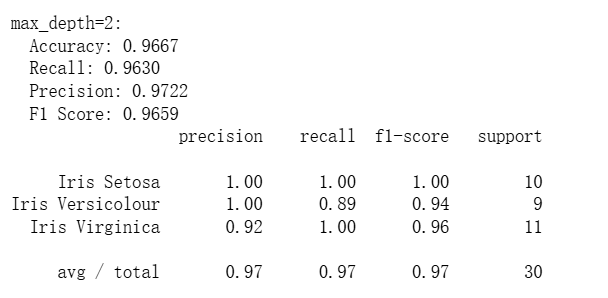 max_depth=2:
Accuracy: 0.9667
Recall: 0.9630
Precision: 0.9722
F1 Score: 0.9659
precision recall f1-score support
Iris Setosa 1.00 1.00 1.00 10
Iris Versicolour 1.00 0.89 0.94 9
Iris Virginica 0.92 1.00 0.96 11
avg / total 0.97 0.97 0.97 30